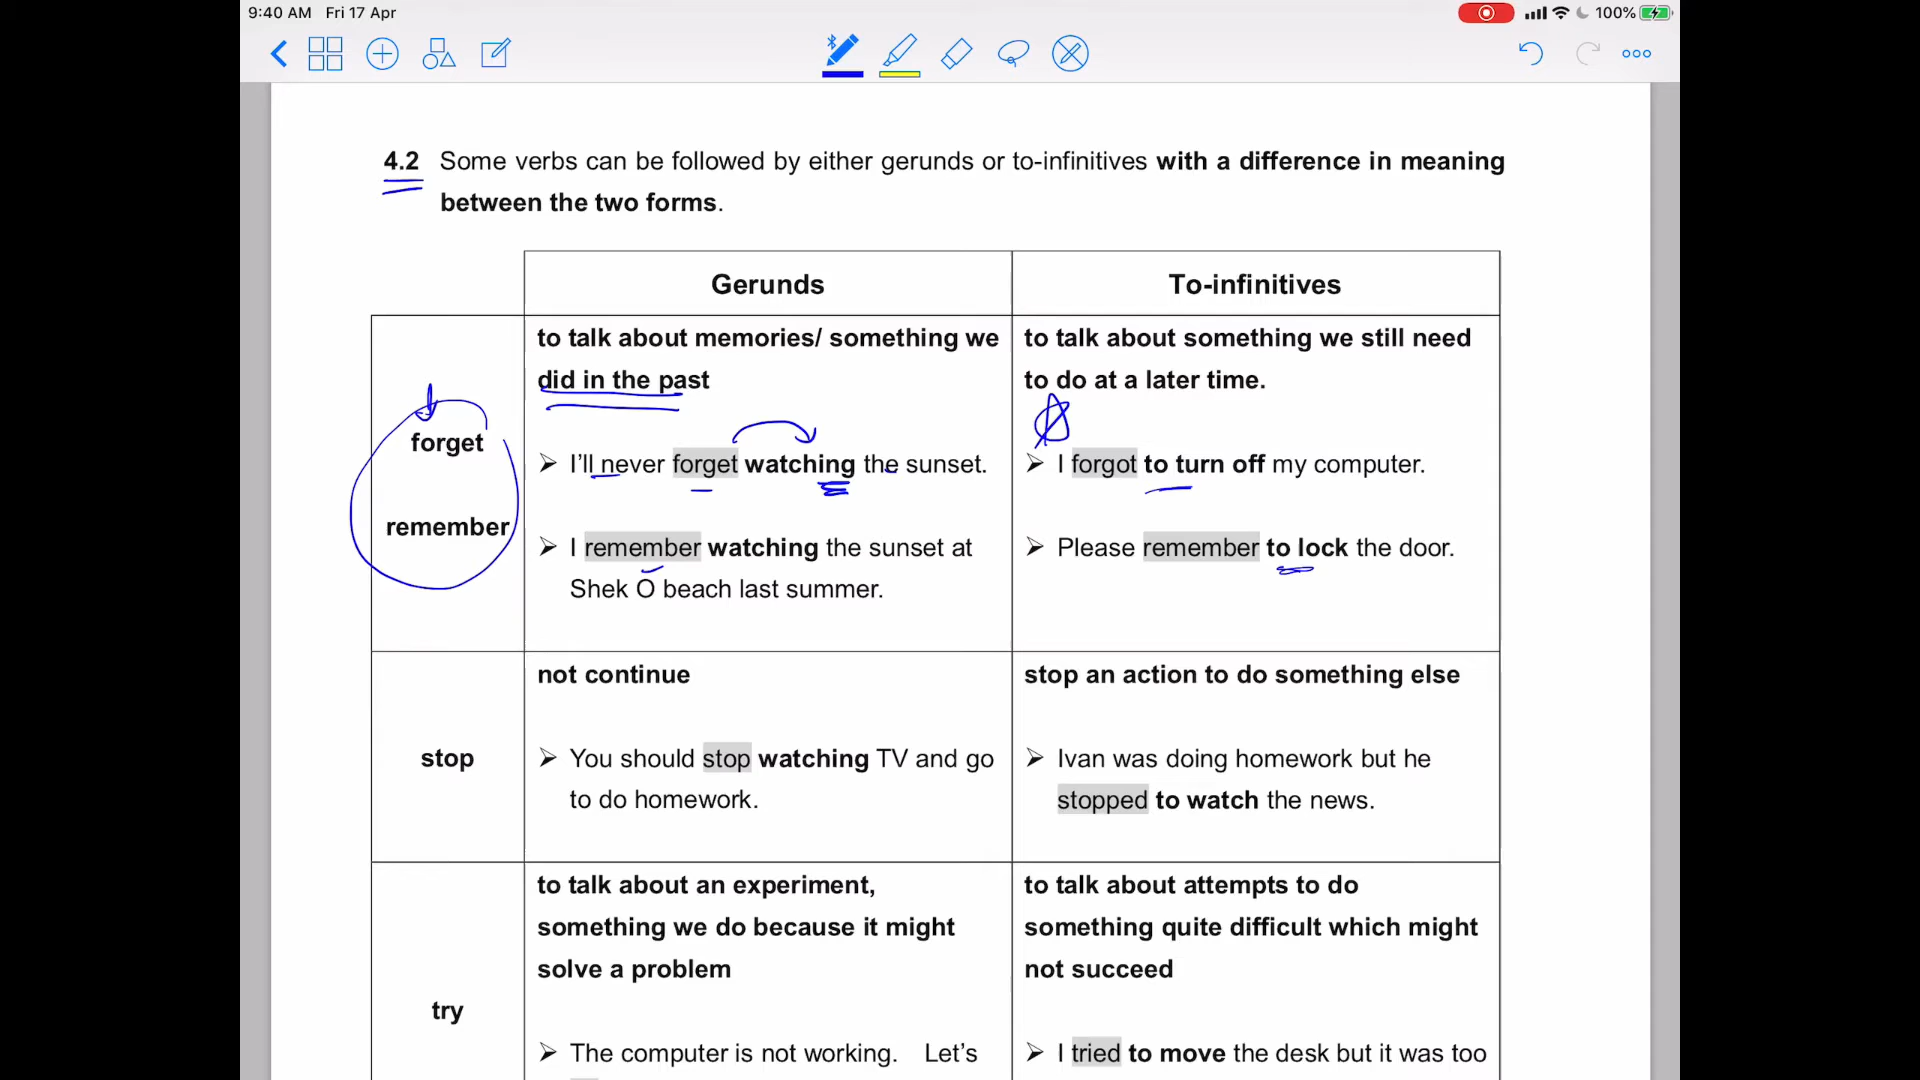 9:40 AM Fri 17 Apr 100%
4.2 Some verbs can be followed by either gerunds or to-infinitives with a difference in meaning
between the two forms.
Gerunds To-infinitives
forget
remember
to talk about memories/ something we
did in the past
➢ I'll never forget watching the sunset.
➢ I remember watching the sunset at
Shek O beach last summer.
to talk about something we still need
to do at a later time.
➢ I forgot to turn off my computer.
➢ Please remember to lock the door.
stop
not continue
➢ You should stop watching TV and go
to do homework.
stop an action to do something else
➢ Ivan was doing homework but he
stopped to watch the news.
try
to talk about an experiment,
something we do because it might
solve a problem
➢ The computer is not working. Let's
to talk about attempts to do
something quite difficult which might
not succeed
➢ I tried to move the desk but it was too